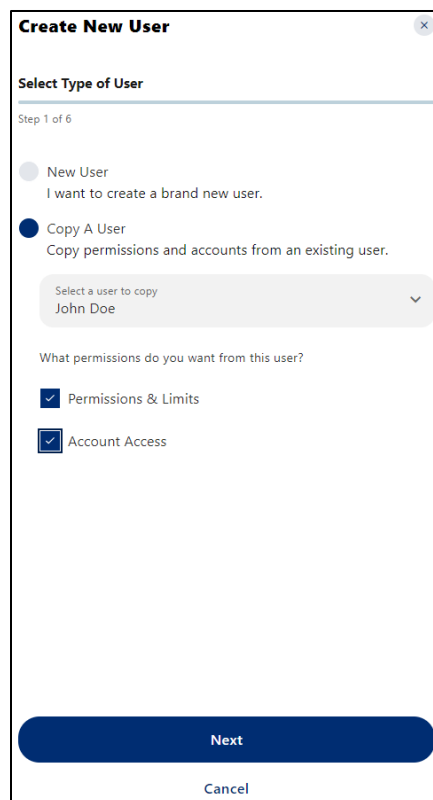 Create New User
Select Type of User
Step 1 of 6
New User
I want to create a brand new user.
Copy A User
Copy permissions and accounts from an existing user.
Select a user to copy
John Doe
What permissions do you want from this user?
Permissions & Limits
Account Access
Next
Cancel